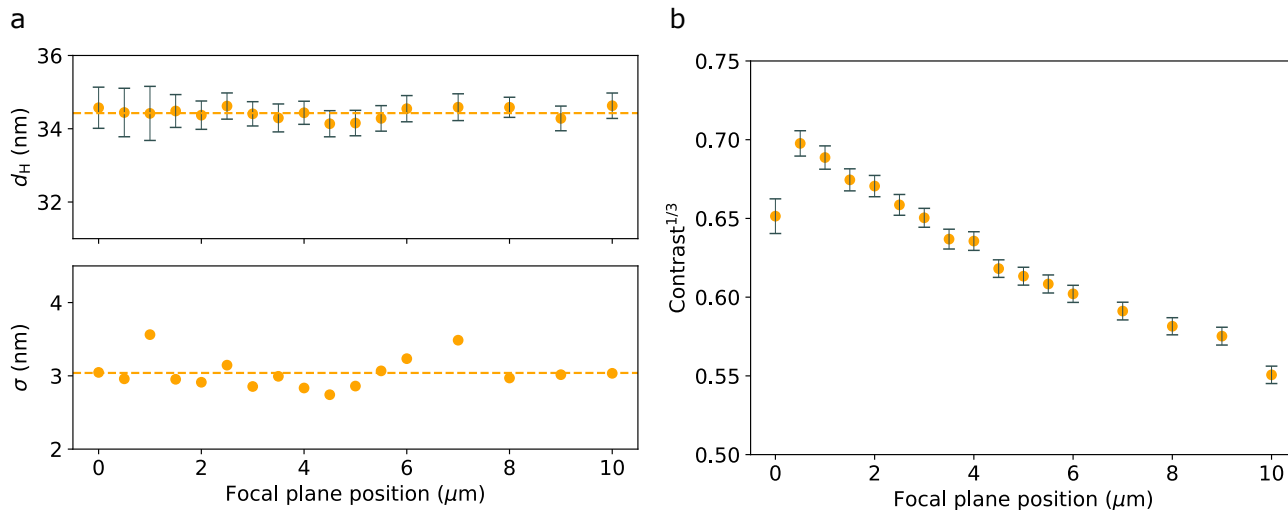 a
36
34
32
d_H (nm)
4
3
2
σ (nm)
0 2 4 6 8 10
Focal plane position (μm)
b
0.75
0.70
0.65
0.60
0.55
0.50
Contrast^1/3
0 2 4 6 8 10
Focal plane position (μm)